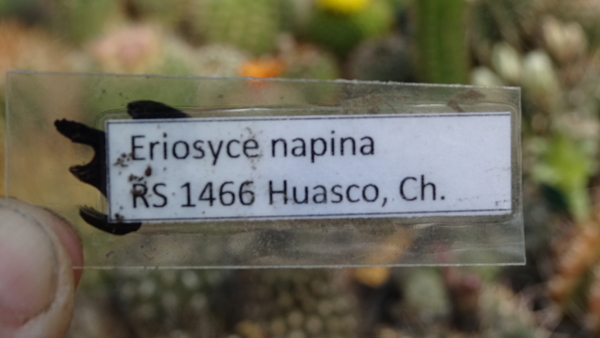 Eriosyce napina
RS 1466 Huasco, Ch.